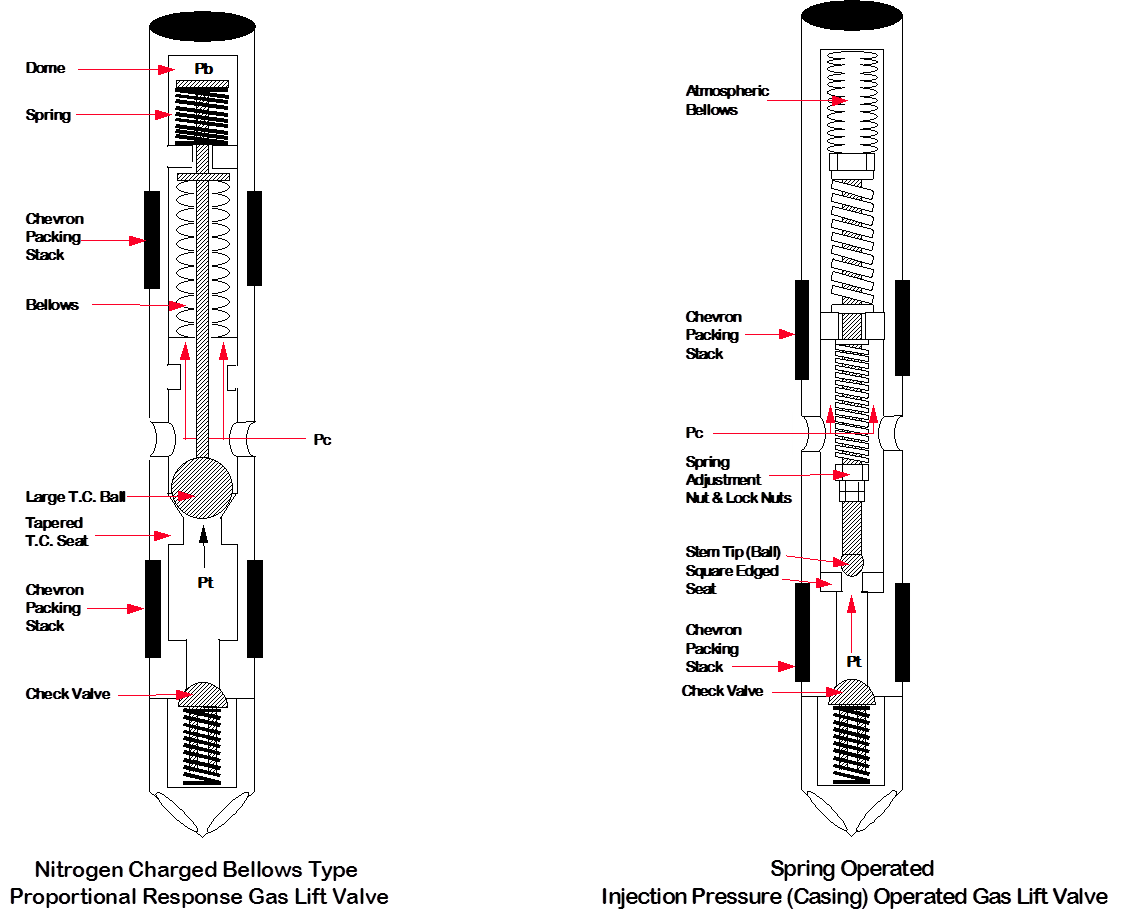 Dome
Pb
Spring
Chevron
Packing
Stack
Bellows
Pc
Large T.C. Ball
Tapered
T.C. Seat
Pt
Chevron
Packing
Stack
Check Valve
Nitrogen Charged Bellows Type
Proportional Response Gas Lift Valve
Atmospheric
Bellows
Chevron
Packing
Stack
Pc
Spring
Adjustment
Nut & Lock Nuts
Stem Tip (Ball)
Square Edged
Seat
Chevron
Packing
Stack
Pt
Check Valve
Spring Operated
Injection Pressure (Casing) Operated Gas Lift Valve